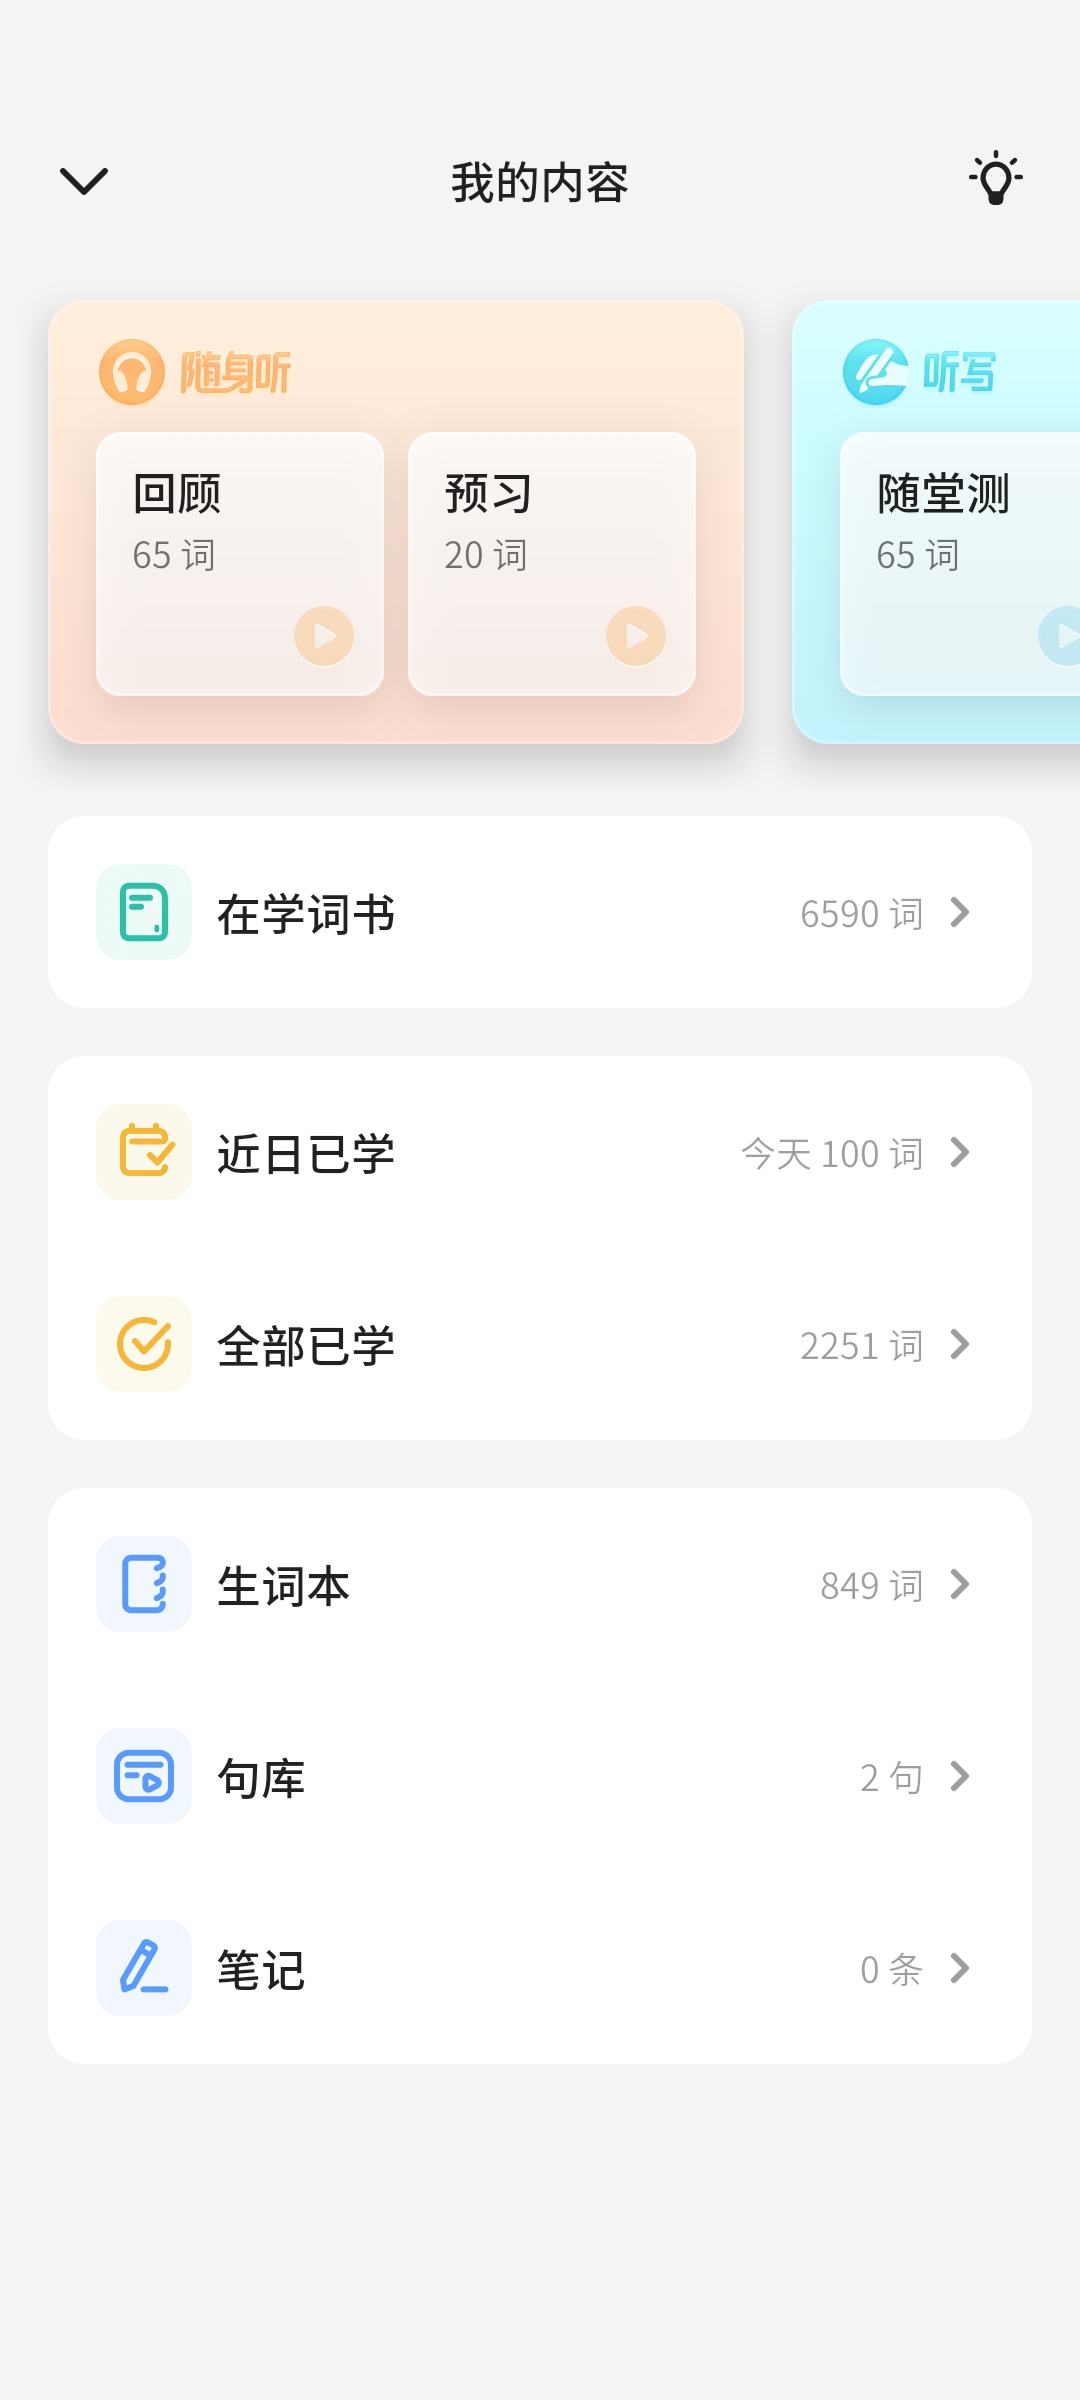 我的内容
随身听
回顾
65 词
预习
20 词
听写
随堂测
65 词
在学词书
6590 词
近日已学
今天 100 词
全部已学
2251 词
生词本
849 词
句库
2 句
笔记
0 条